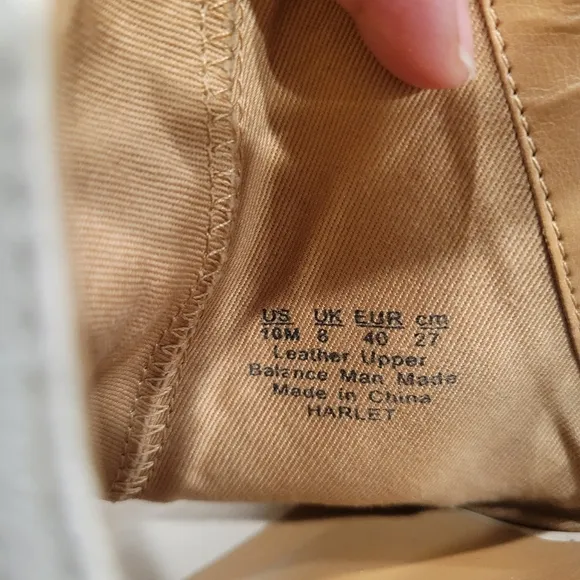 US UK EUR cm
10M 8 40 27
Leather Upper
Balance Man Made
Made in China
HARLET